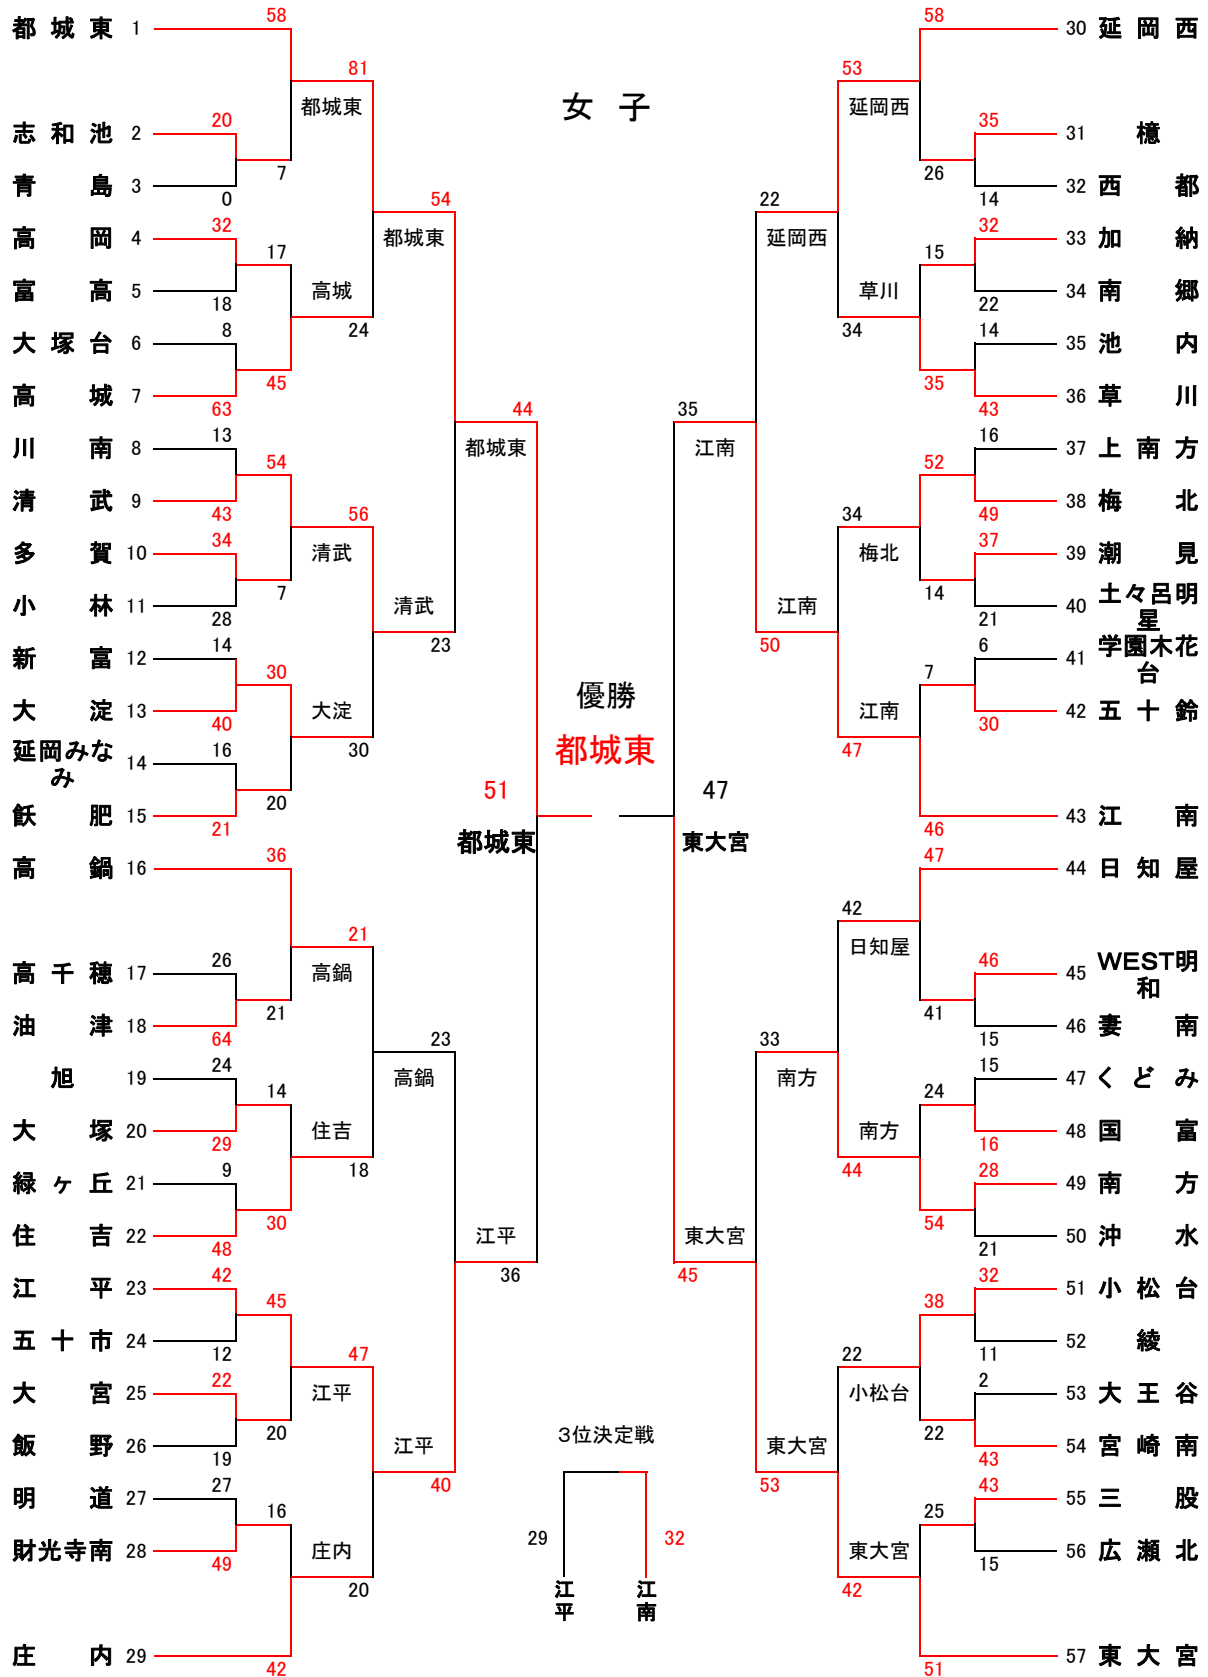 女 子
都 城 東 1
志 和 池 2
青 島 3
高 岡 4
富 高 5
大 塚 台 6
高 城 7
川 南 8
清 武 9
多 賀 10
小 林 11
新 富 12
大 淀 13
延岡みな
み 14
飫 肥 15
高 鍋 16
高 千 穂 17
油 津 18
旭 19
大 塚 20
緑 ヶ 丘 21
住 吉 22
江 平 23
五 十 市 24
大 宮 25
飯 野 26
明 道 27
財光寺南 28
庄 内 29
58
20
0
7
32
18
17
8
63
45
13
43
54
34
28
7
14
40
30
16
21
20
36
26
64
21
24
29
14
9
48
30
42
12
45
22
19
20
27
49
16
42
81
都城東
高城
24
56
清武
大淀
30
21
高鍋
住吉
18
47
江平
庄内
20
54
都城東
清武
23
23
高鍋
江平
40
44
都城東
江平
36
優勝
都城東
51
都城東
47
東大宮
35
江南
東大宮
45
22
延岡西
江南
50
33
南方
東大宮
53
53
延岡西
草川
34
34
梅北
江南
47
42
日知屋
南方
44
22
小松台
東大宮
42
58
26
35
14
15
32
22
35
14
43
52
16
49
14
37
21
7
6
30
46
47
41
46
15
24
15
16
54
28
21
38
32
11
22
2
43
25
43
15
51
30 延 岡 西
31 檍
32 西 都
33 加 納
34 南 郷
35 池 内
36 草 川
37 上 南 方
38 梅 北
39 潮 見
40 土々呂明
星
41 学園木花
台
42 五 十 鈴
43 江 南
44 日 知 屋
45 WEST明
和
46 妻 南
47 く ど み
48 国 富
49 南 方
50 沖 水
51 小 松 台
52 綾
53 大 王 谷
54 宮 崎 南
55 三 股
56 広 瀬 北
57 東 大 宮
3位決定戦
29
32
江平
江南